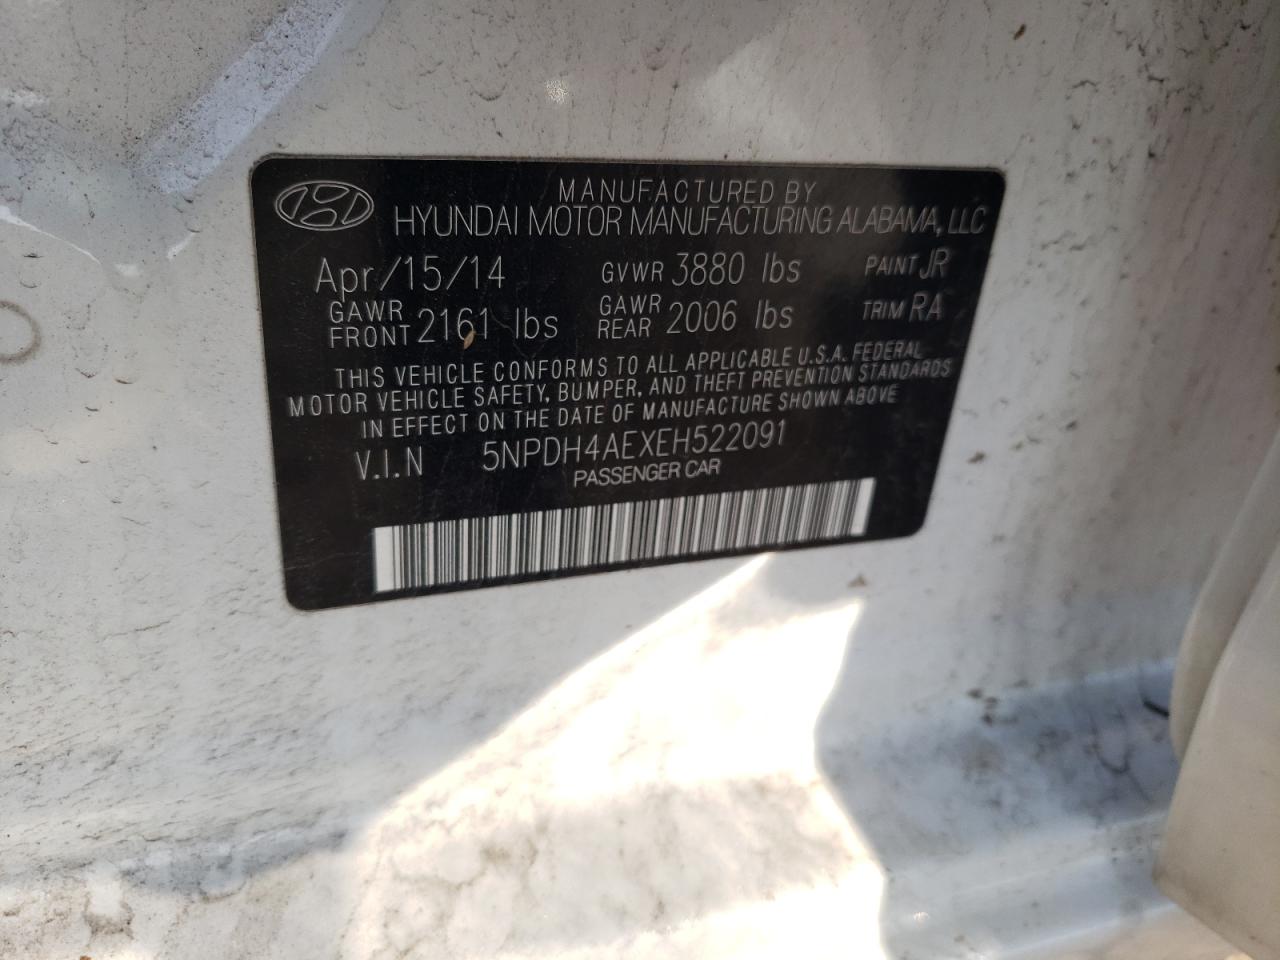 MANUFACTURED BY
HYUNDAI MOTOR MANUFACTURING ALABAMA, LLC
Apr/15/14 GVWR 3880 lbs PAINT JR
GAWR FRONT 2161 lbs GAWR REAR 2006 lbs TRIM RA
THIS VEHICLE CONFORMS TO ALL APPLICABLE U.S.A. FEDERAL
MOTOR VEHICLE SAFETY, BUMPER, AND THEFT PREVENTION STANDARDS
IN EFFECT ON THE DATE OF MANUFACTURE SHOWN ABOVE
V.I.N 5NPDH4AEXEH522091
PASSENGER CAR